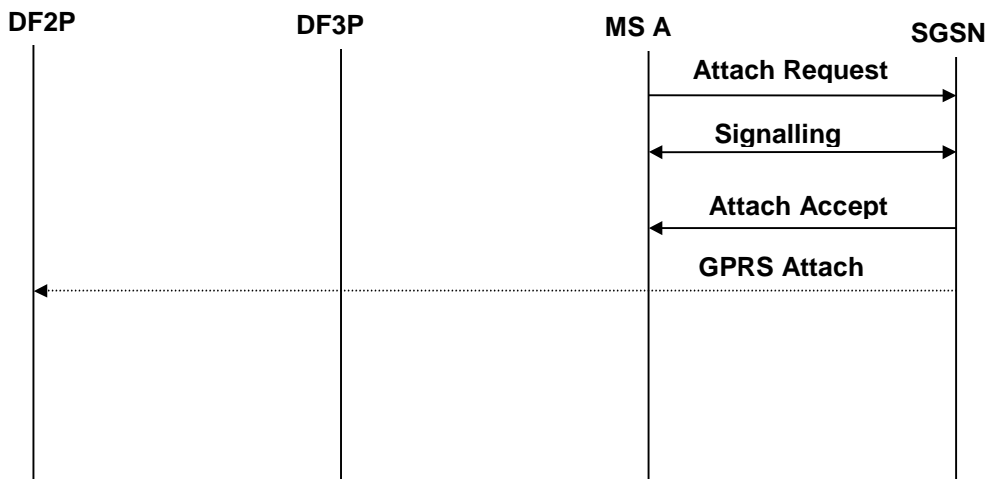 DF2P
DF3P
MS A
SGSN
Attach Request
Signalling
Attach Accept
GPRS Attach